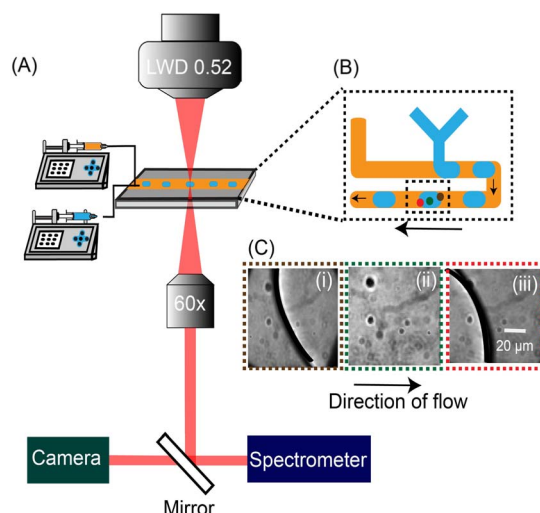 (A)
LWD 0.52
(B)
60x
(C)
(i)
(ii)
(iii)
20 µm
Direction of flow
Camera
Spectrometer
Mirror